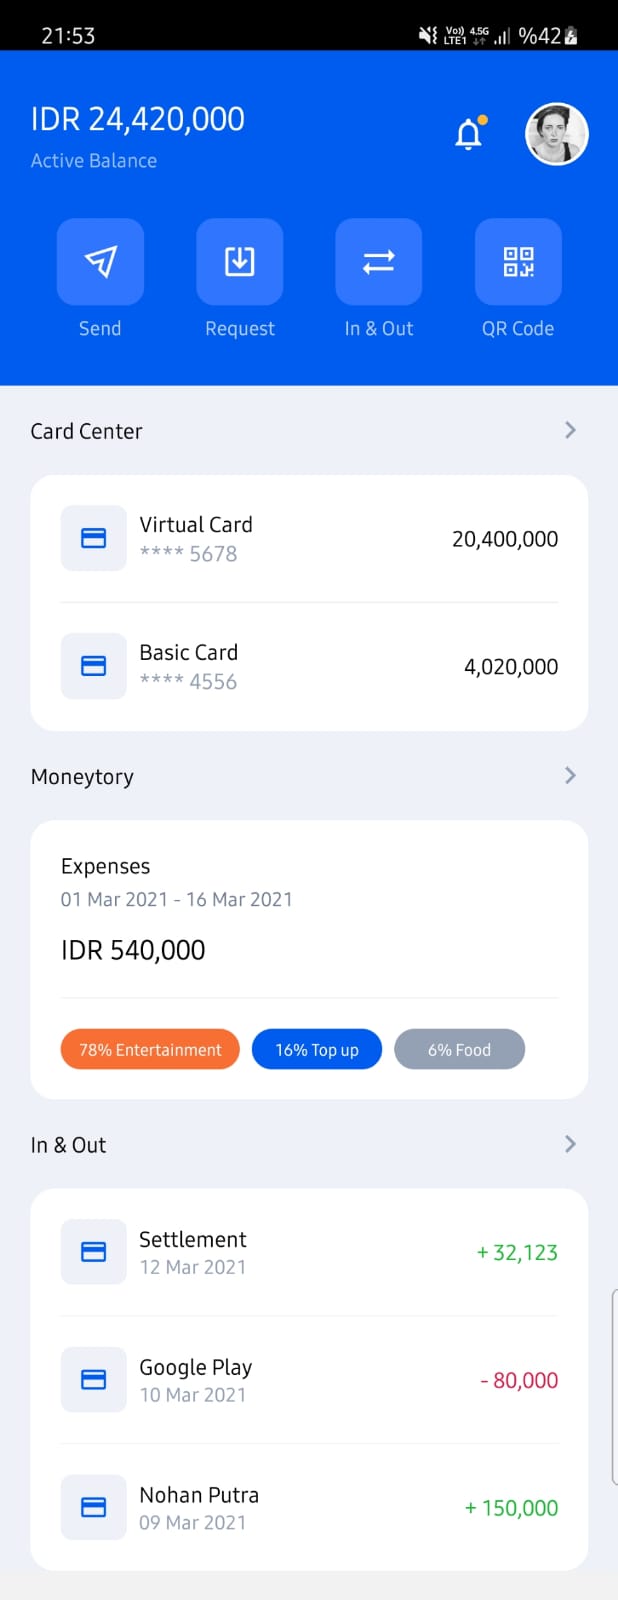 21:53
Vo)) 4.5G
LTE1
%42
IDR 24,420,000
Active Balance
Send
Request
In & Out
QR Code
Card Center
Virtual Card
**** 5678
20,400,000
Basic Card
**** 4556
4,020,000
Moneytory
Expenses
01 Mar 2021 - 16 Mar 2021
IDR 540,000
78% Entertainment
16% Top up
6% Food
In & Out
Settlement
12 Mar 2021
+ 32,123
Google Play
10 Mar 2021
- 80,000
Nohan Putra
09 Mar 2021
+ 150,000